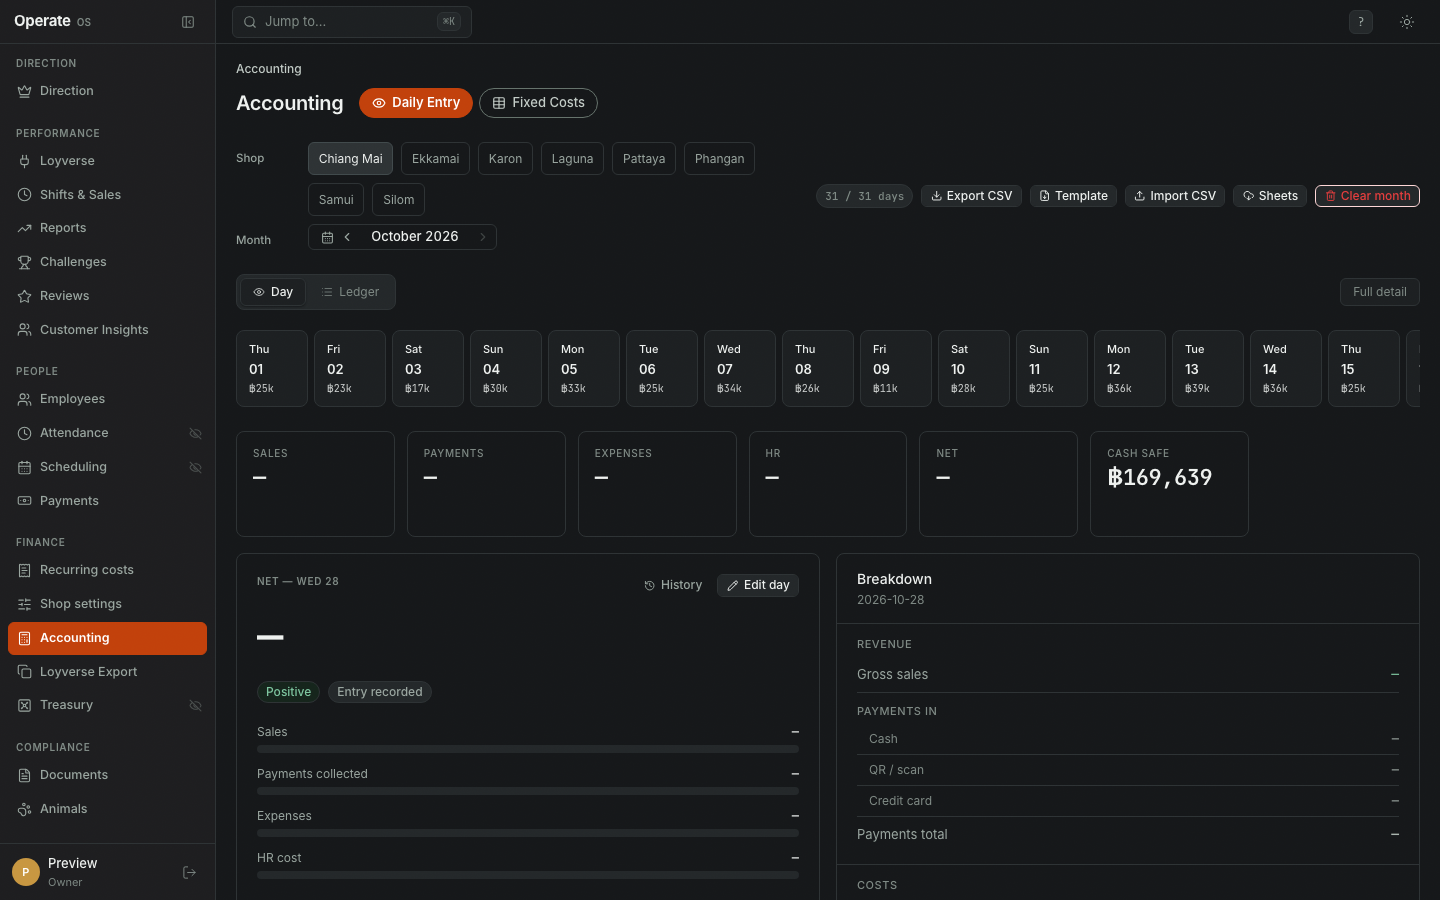 Operate OS
Jump to...
⌘K
?
DIRECTION
Direction
PERFORMANCE
Loyverse
Shifts & Sales
Reports
Challenges
Reviews
Customer Insights
PEOPLE
Employees
Attendance
Scheduling
Payments
FINANCE
Recurring costs
Shop settings
Accounting
Loyverse Export
Treasury
COMPLIANCE
Documents
Animals
P
Preview
Owner
Accounting
Accounting
Daily Entry
Fixed Costs
Shop
Chiang Mai
Ekkamai
Karon
Laguna
Pattaya
Phangan
Samui
Silom
31 / 31 days
Export CSV
Template
Import CSV
Sheets
Clear month
Month
October 2026
Day
Ledger
Full detail
Thu
01
฿25k
Fri
02
฿23k
Sat
03
฿17k
Sun
04
฿30k
Mon
05
฿33k
Tue
06
฿25k
Wed
07
฿34k
Thu
08
฿26k
Fri
09
฿11k
Sat
10
฿28k
Sun
11
฿25k
Mon
12
฿36k
Tue
13
฿39k
Wed
14
฿36k
Thu
15
฿25k
SALES
—
PAYMENTS
—
EXPENSES
—
HR
—
NET
—
CASH SAFE
฿169,639
NET — WED 28
History
Edit day
—
Positive
Entry recorded
Sales —
Payments collected —
Expenses —
HR cost —
Breakdown
2026-10-28
REVENUE
Gross sales —
PAYMENTS IN
Cash —
QR / scan —
Credit card —
Payments total —
COSTS